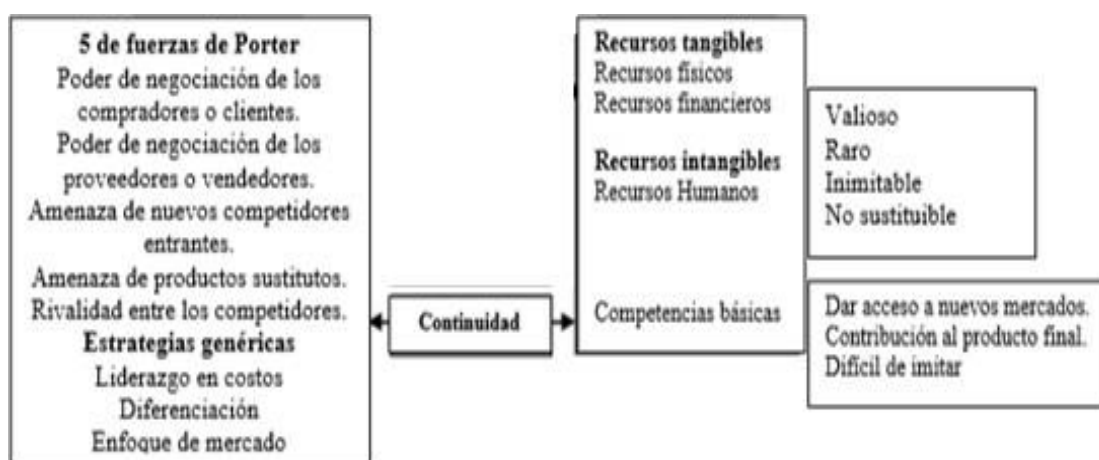 5 de fuerzas de Porter
Poder de negociación de los
compradores o clientes.
Poder de negociación de los
proveedores o vendedores.
Amenaza de nuevos competidores
entrantes.
Amenaza de productos sustitutos.
Rivalidad entre los competidores.
Estrategias genéricas
Liderazgo en costos
Diferenciación
Enfoque de mercado
Continuidad
Recursos tangibles
Recursos físicos
Recursos financieros
Recursos intangibles
Recursos Humanos
Competencias básicas
Valioso
Raro
Inimitable
No sustituible
Dar acceso a nuevos mercados.
Contribución al producto final.
Difícil de imitar